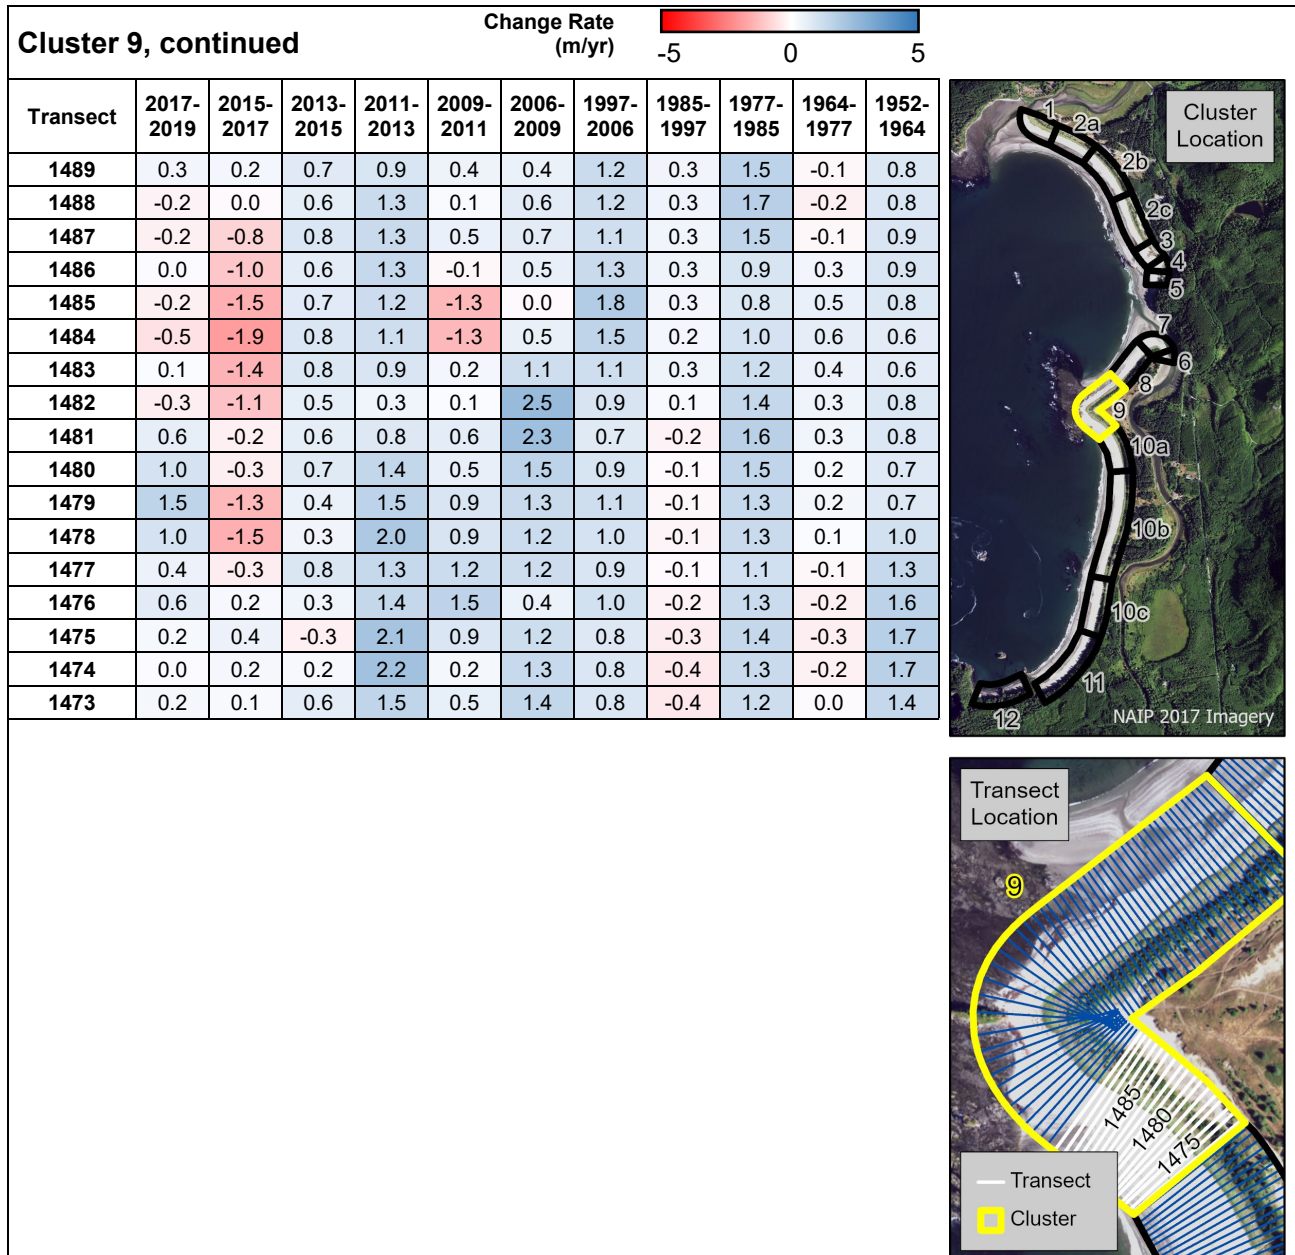 Cluster 9, continued
Change Rate
(m/yr)
-5 0 5
Transect 2017-2019 2015-2017 2013-2015 2011-2013 2009-2011 2006-2009 1997-2006 1985-1997 1977-1985 1964-1977 1952-1964
1489 0.3 0.2 0.7 0.9 0.4 0.4 1.2 0.3 1.5 -0.1 0.8
1488 -0.2 0.0 0.6 1.3 0.1 0.6 1.2 0.3 1.7 -0.2 0.8
1487 -0.2 -0.8 0.8 1.3 0.5 0.7 1.1 0.3 1.5 -0.1 0.9
1486 0.0 -1.0 0.6 1.3 -0.1 0.5 1.3 0.3 0.9 0.3 0.9
1485 -0.2 -1.5 0.7 1.2 -1.3 0.0 1.8 0.3 0.8 0.5 0.8
1484 -0.5 -1.9 0.8 1.1 -1.3 0.5 1.5 0.2 1.0 0.6 0.6
1483 0.1 -1.4 0.8 0.9 0.2 1.1 1.1 0.3 1.2 0.4 0.6
1482 -0.3 -1.1 0.5 0.3 0.1 2.5 0.9 0.1 1.4 0.3 0.8
1481 0.6 -0.2 0.6 0.8 0.6 2.3 0.7 -0.2 1.6 0.3 0.8
1480 1.0 -0.3 0.7 1.4 0.5 1.5 0.9 -0.1 1.5 0.2 0.7
1479 1.5 -1.3 0.4 1.5 0.9 1.3 1.1 -0.1 1.3 0.2 0.7
1478 1.0 -1.5 0.3 2.0 0.9 1.2 1.0 -0.1 1.3 0.1 1.0
1477 0.4 -0.3 0.8 1.3 1.2 1.2 0.9 -0.1 1.1 -0.1 1.3
1476 0.6 0.2 0.3 1.4 1.5 0.4 1.0 -0.2 1.3 -0.2 1.6
1475 0.2 0.4 -0.3 2.1 0.9 1.2 0.8 -0.3 1.4 -0.3 1.7
1474 0.0 0.2 0.2 2.2 0.2 1.3 0.8 -0.4 1.3 -0.2 1.7
1473 0.2 0.1 0.6 1.5 0.5 1.4 0.8 -0.4 1.2 0.0 1.4
Cluster
Location
1
2a
2b
2c
3
4
5
7
6
8
9
10a
10b
10c
11
12
NAIP 2017 Imagery
Transect
Location
9
1485
1480
1475
Transect
Cluster